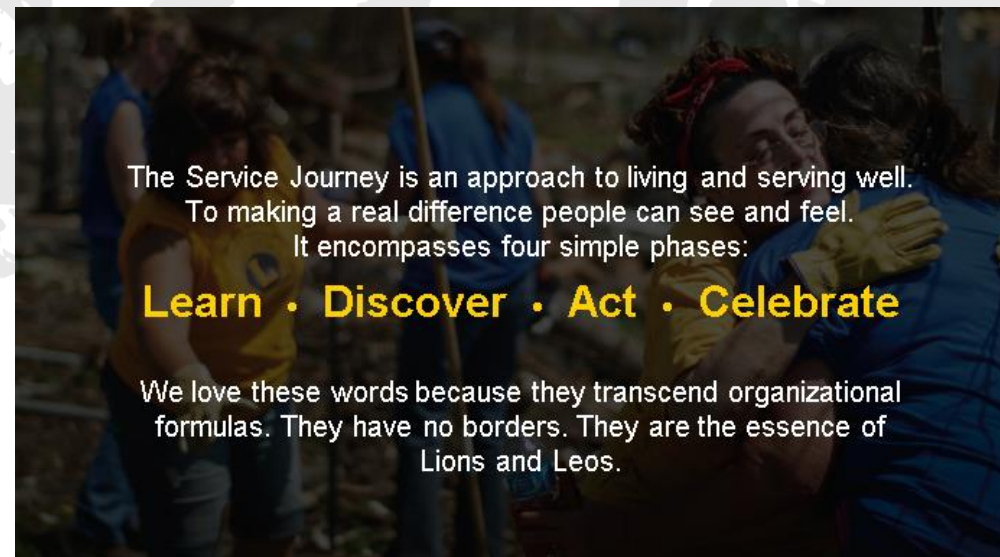 The Service Journey is an approach to living and serving well.
To making a real difference people can see and feel.
It encompasses four simple phases:
Learn • Discover • Act • Celebrate
We love these words because they transcend organizational
formulas. They have no borders. They are the essence of
Lions and Leos.